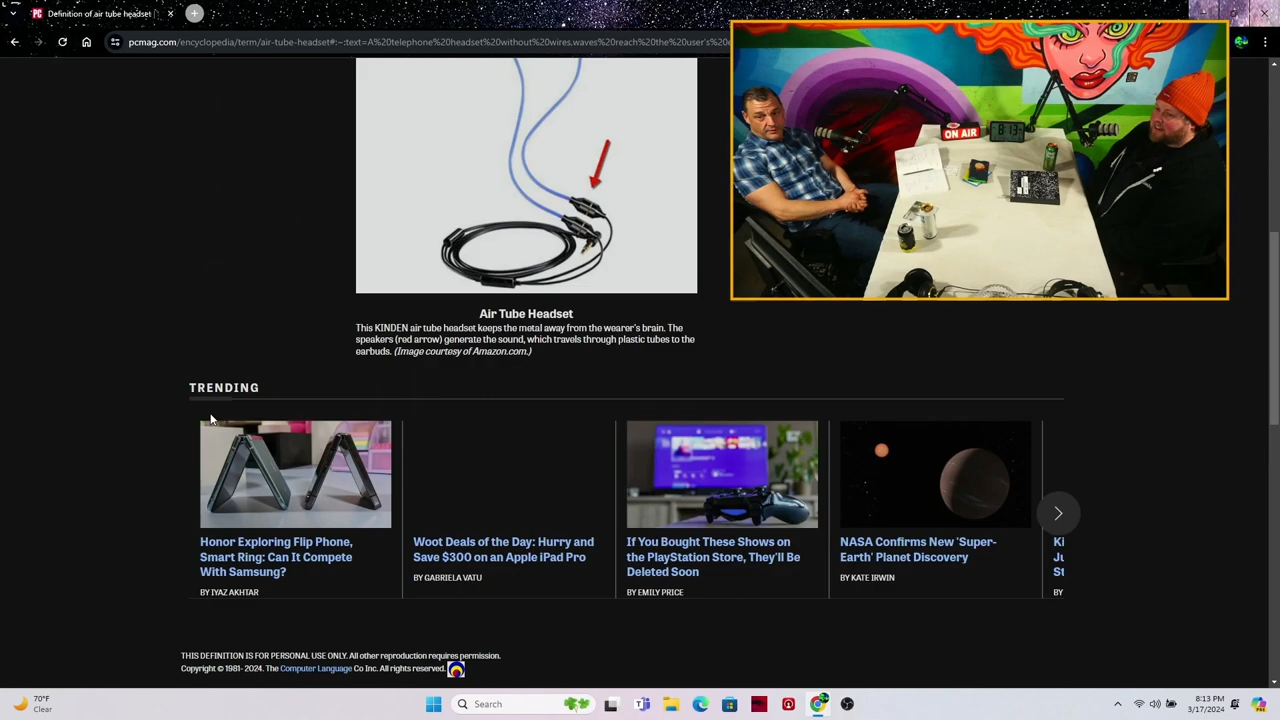 PC Definition of air tube headset
pcmag.com/encyclopedia/term/air-tube-headset#:~:text=A%20telephone%20headset%20without%20wires,waves%20reach%20the%20user's%20
ON AIR
8:13
Air Tube Headset
This KINDEN air tube headset keeps the metal away from the wearer's brain. The
speakers (red arrow) generate the sound, which travels through plastic tubes to the
earbuds. (Image courtesy of Amazon.com.)
TRENDING
Honor Exploring Flip Phone,
Smart Ring: Can It Compete
With Samsung?
BY IYAZ AKHTAR
Woot Deals of the Day: Hurry and
Save $300 on an Apple iPad Pro
BY GABRIELA VATU
If You Bought These Shows on
the PlayStation Store, They'll Be
Deleted Soon
BY EMILY PRICE
NASA Confirms New 'Super-
Earth' Planet Discovery
BY KATE IRWIN
Ki
Ju
St
BY
THIS DEFINITION IS FOR PERSONAL USE ONLY. All other reproduction requires permission.
Copyright © 1981- 2024. The Computer Language Co Inc. All rights reserved.
70°F
Clear
Search
8:13 PM
3/17/2024